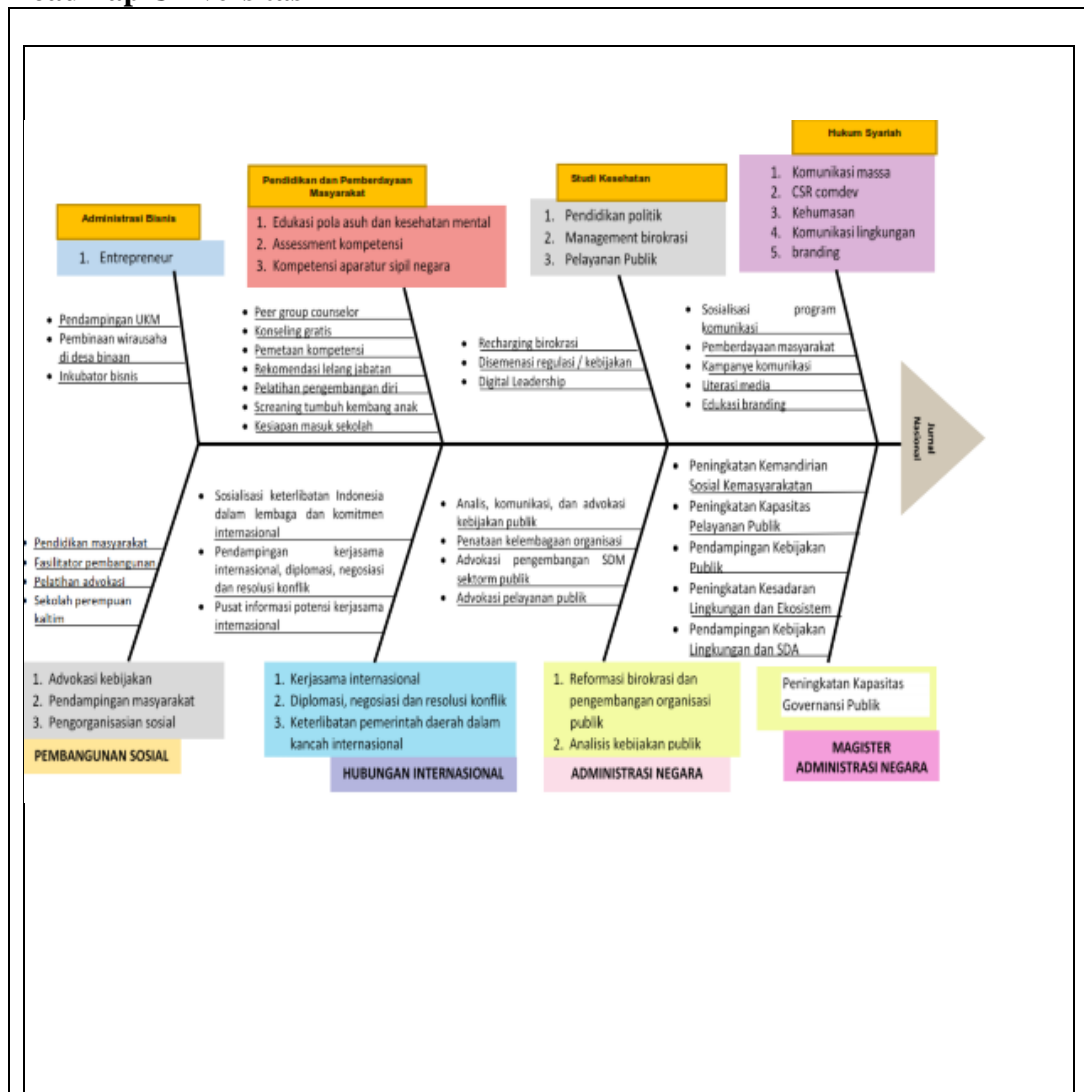 Hukum Syariah
1. Komunikasi massa
2. CSR comdev
3. Kehumasan
4. Komunikasi lingkungan
5. branding
Studi Kesehatan
1. Pendidikan politik
2. Management birokrasi
3. Pelayanan Publik
Pendidikan dan Pemberdayaan
Masyarakat
1. Edukasi pola asuh dan kesehatan mental
2. Assessment kompetensi
3. Kompetensi aparatur sipil negara
Administrasi Bisnis
1. Entrepreneur
• Pendampingan UKM
• Pembinaan wirausaha
di desa binaan
• Inkubator bisnis
• Peer group counselor
• Konseling gratis
• Pemetaan kompetensi
• Rekomendasi lelang jabatan
• Pelatihan pengembangan diri
• Screaning tumbuh kembang anak
• Kesiapan masuk sekolah
• Recharging birokrasi
• Disemenasi regulasi / kebijakan
• Digital Leadership
• Sosialisasi program
komunikasi
• Pemberdayaan masyarakat
• Kampanye komunikasi
• Literasi media
• Edukasi branding
Jurnal
Nasional
• Pendidikan masyarakat
• Fasilitator pembangunan
• Pelatihan advokasi
• Sekolah perempuan
kaltim
• Sosialisasi keterlibatan Indonesia
dalam lembaga dan komitmen
internasional
• Pendampingan kerjasama
internasional, diplomasi, negosiasi
dan resolusi konflik
• Pusat informasi potensi kerjasama
internasional
• Analis, komunikasi, dan advokasi
kebijakan publik
• Penataan kelembagaan organisasi
• Advokasi pengembangan SDM
sektorm publik
• Advokasi pelayanan publik
• Peningkatan Kemandirian
Sosial Kemasyarakatan
• Peningkatan Kapasitas
Pelayanan Publik
• Pendampingan Kebijakan
Publik
• Peningkatan Kesadaran
Lingkungan dan Ekosistem
• Pendampingan Kebijakan
Lingkungan dan SDA
1. Advokasi kebijakan
2. Pendampingan masyarakat
3. Pengorganisasian sosial
PEMBANGUNAN SOSIAL
1. Kerjasama internasional
2. Diplomasi, negosiasi dan resolusi konflik
3. Keterlibatan pemerintah daerah dalam
kancah internasional
HUBUNGAN INTERNASIONAL
1. Reformasi birokrasi dan
pengembangan organisasi
publik
2. Analisis kebijakan publik
ADMINISTRASI NEGARA
Peningkatan Kapasitas
Governansi Publik
MAGISTER
ADMINISTRASI NEGARA